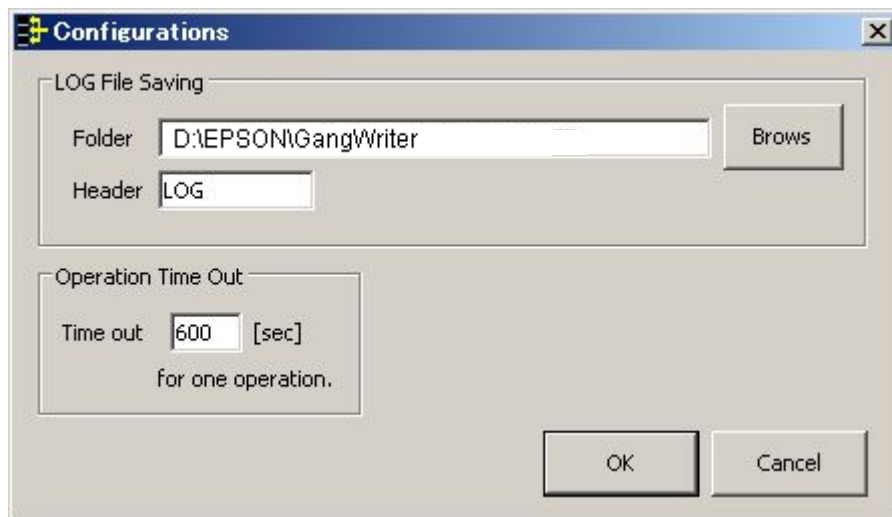 Configurations
LOG File Saving
Folder D:\EPSON\GangWriter Brows
Header LOG
Operation Time Out
Time out 600 [sec]
for one operation.
OK Cancel